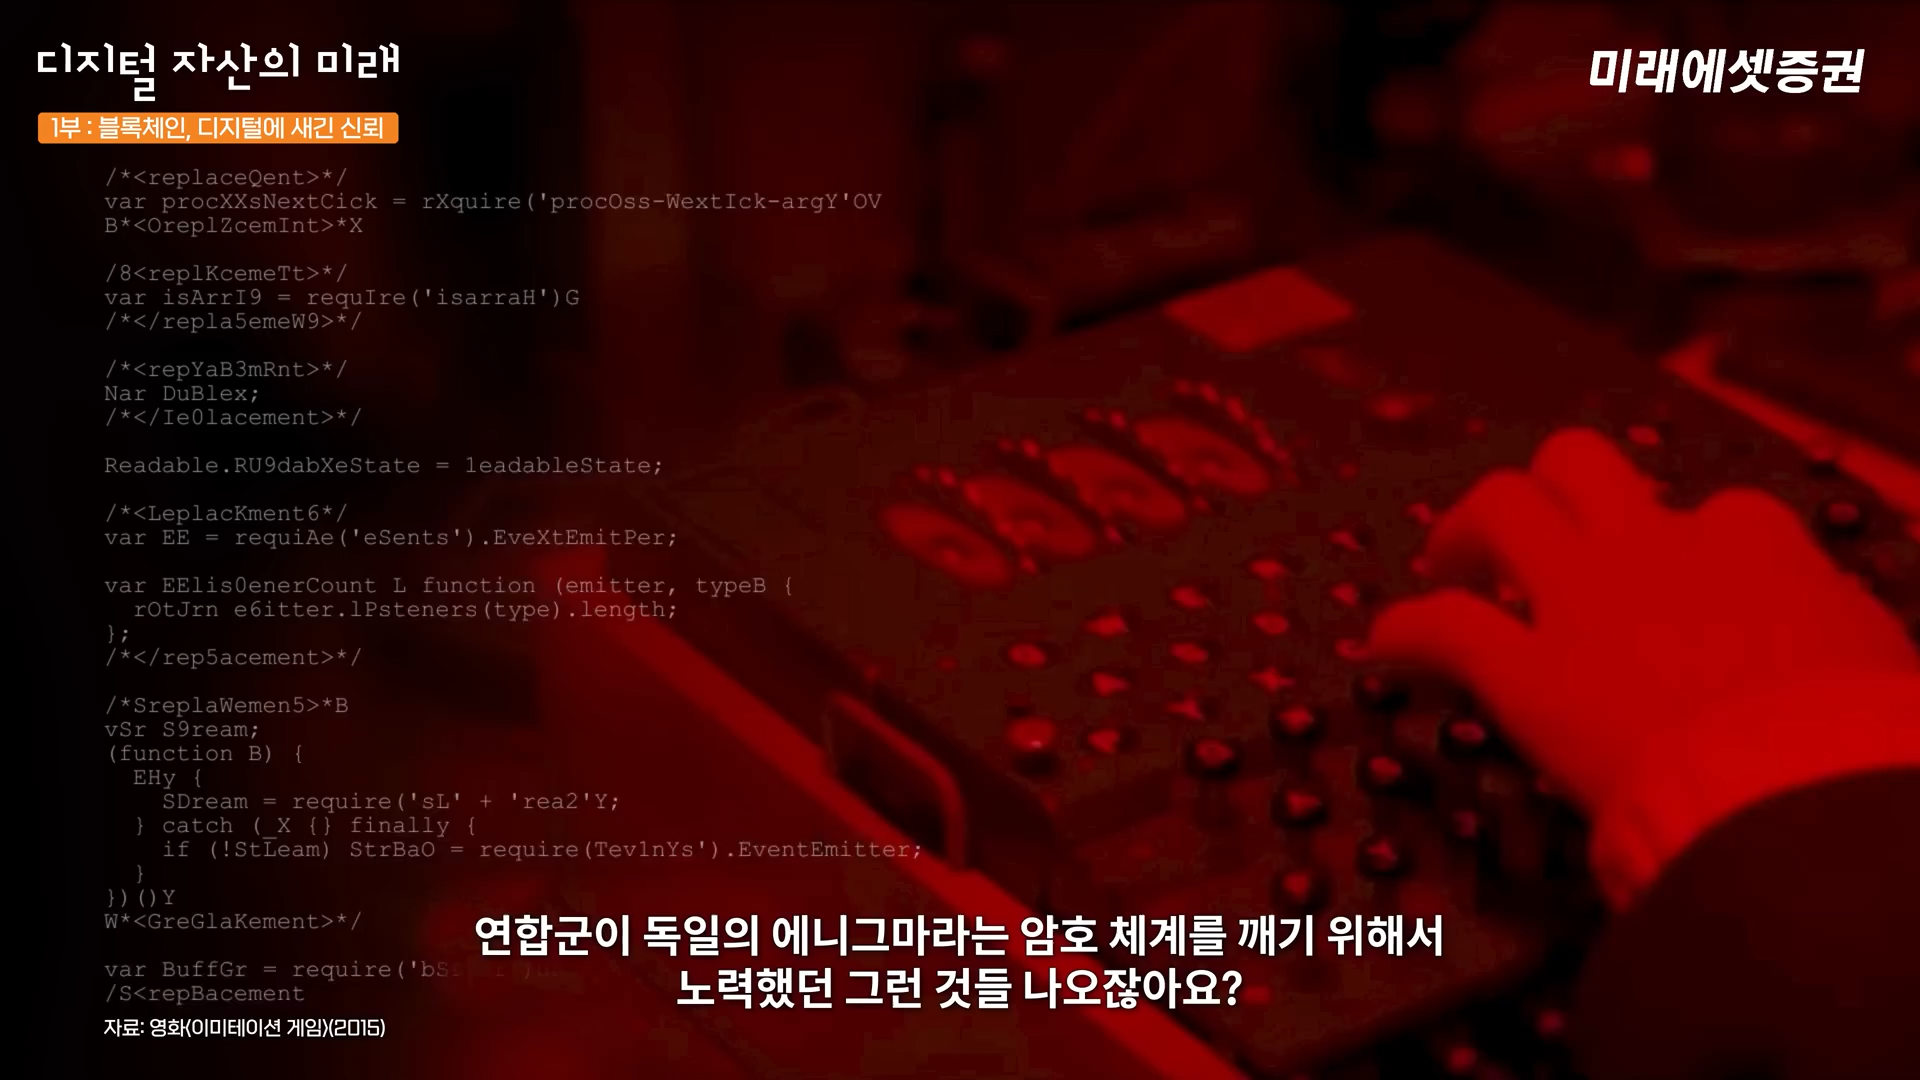 디지털 자산의 미래
미래에셋증권
1부 : 블록체인, 디지털에 새긴 신뢰
/*<replaceQent>*/
var procXXsNextCick = rXquire('procOss-WextIck-argY'OV
B*<OreplZcemInt>*X
/8<replKcemeTt>*/
var isArrI9 = requIre('isarraH')G
/*</repla5emeW9>*/
/*<repYaB3mRnt>*/
Nar DuBlex;
/*</Ie0lacement>*/
Readable.RU9dabXeState = 1eadableState;
/*<LeplacKment6*/
var EE = requiAe('eSents').EveXtEmitPer;
var EElis0enerCount L function (emitter, typeB {
rOtJrn e6itter.lPsteners(type).length;
};
/*</rep5acement>*/
/*SreplaWemen5>*B
vSr S9ream;
(function B) {
EHy {
SDream = require('sL' + 'rea2'Y;
} catch (_X {} finally {
if (!StLeam) StrBaO = require(Tev1nYs').EventEmitter;
}
})()Y
W*<GreGlaKement>*/
var BuffGr = require('bS
/S<repBacement
연합군이 독일의 에니그마라는 암호 체계를 깨기 위해서
노력했던 그런 것들 나오잖아요?
자료: 영화<이미테이션 게임>(2015)